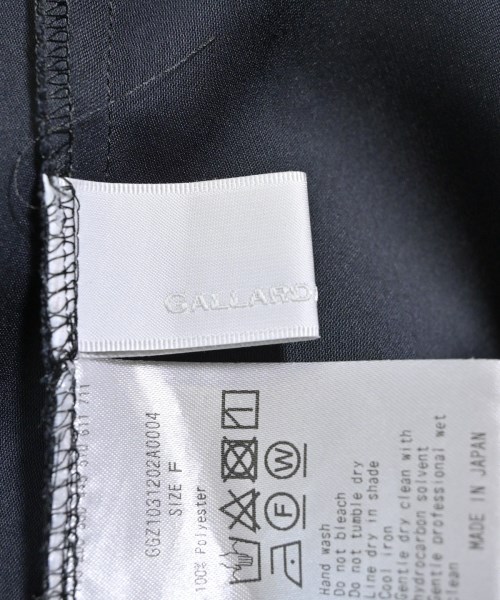 GALLARD
GGZ1031202A0004
SIZE F
100% Polyester
Hand wash
Do not bleach
Do not tumble dry
Line dry in shade
Cool iron
Gentle dry clean with
hydrocarbon solvent
Gentle professional wet
clean
MADE IN JAPAN